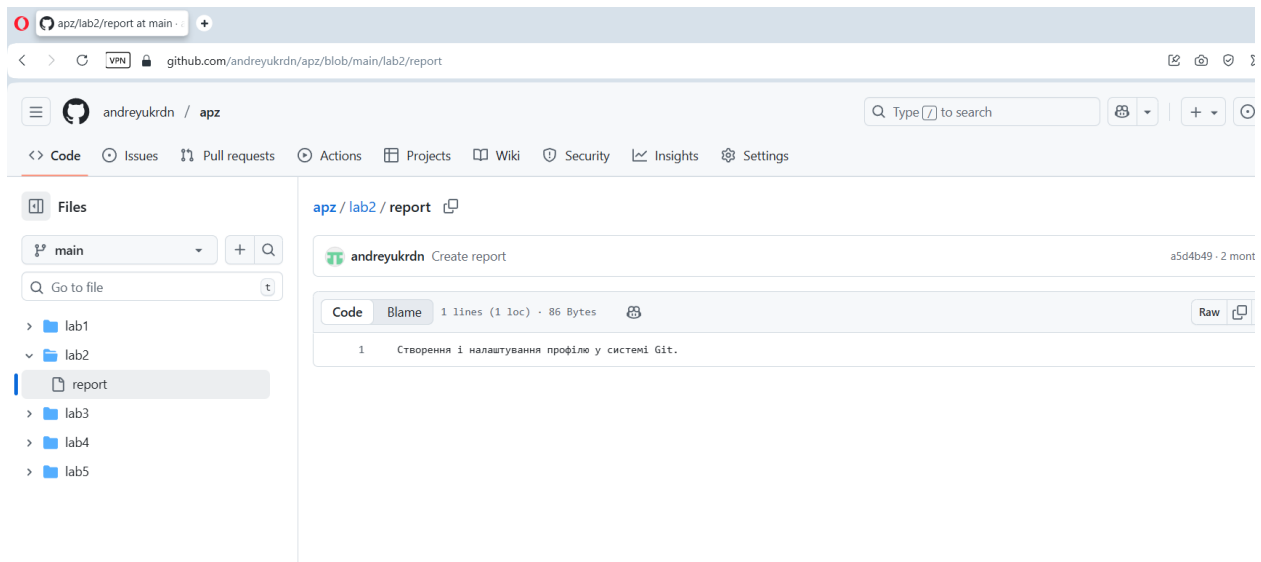 apz/lab2/report at main ·
VPN github.com/andreyukrdn/apz/blob/main/lab2/report
andreyukrdn / apz
Type / to search
Code Issues Pull requests Actions Projects Wiki Security Insights Settings
Files
main
Go to file t
lab1
lab2
report
lab3
lab4
lab5
apz / lab2 / report
andreyukrdn Create report a5d4b49 · 2 mont
Code Blame 1 lines (1 loc) · 86 Bytes Raw
1 Створення і налаштування профілю у системі Git.